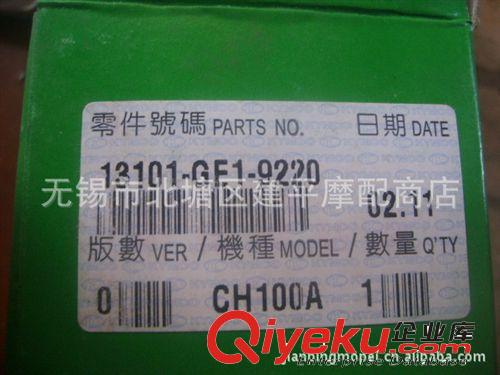 零件號碼 PARTS NO. 日期 DATE
13101-GF1-9220
无锡市北塘区建平摩配商店
02.11
版數 VER / 機種 MODEL / 數量 Q'TY
0 CH100A 1
Qiyeku.com 企业库
Enterprise Database